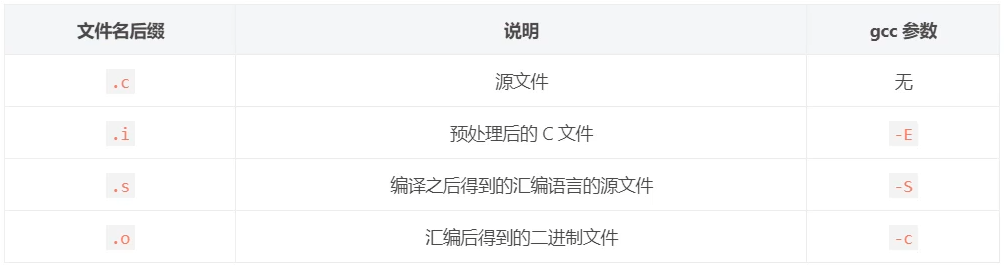 文件名后缀 说明 gcc 参数
.c 源文件 无
.i 预处理后的 C 文件 -E
.s 编译之后得到的汇编语言的源文件 -S
.o 汇编后得到的二进制文件 -c